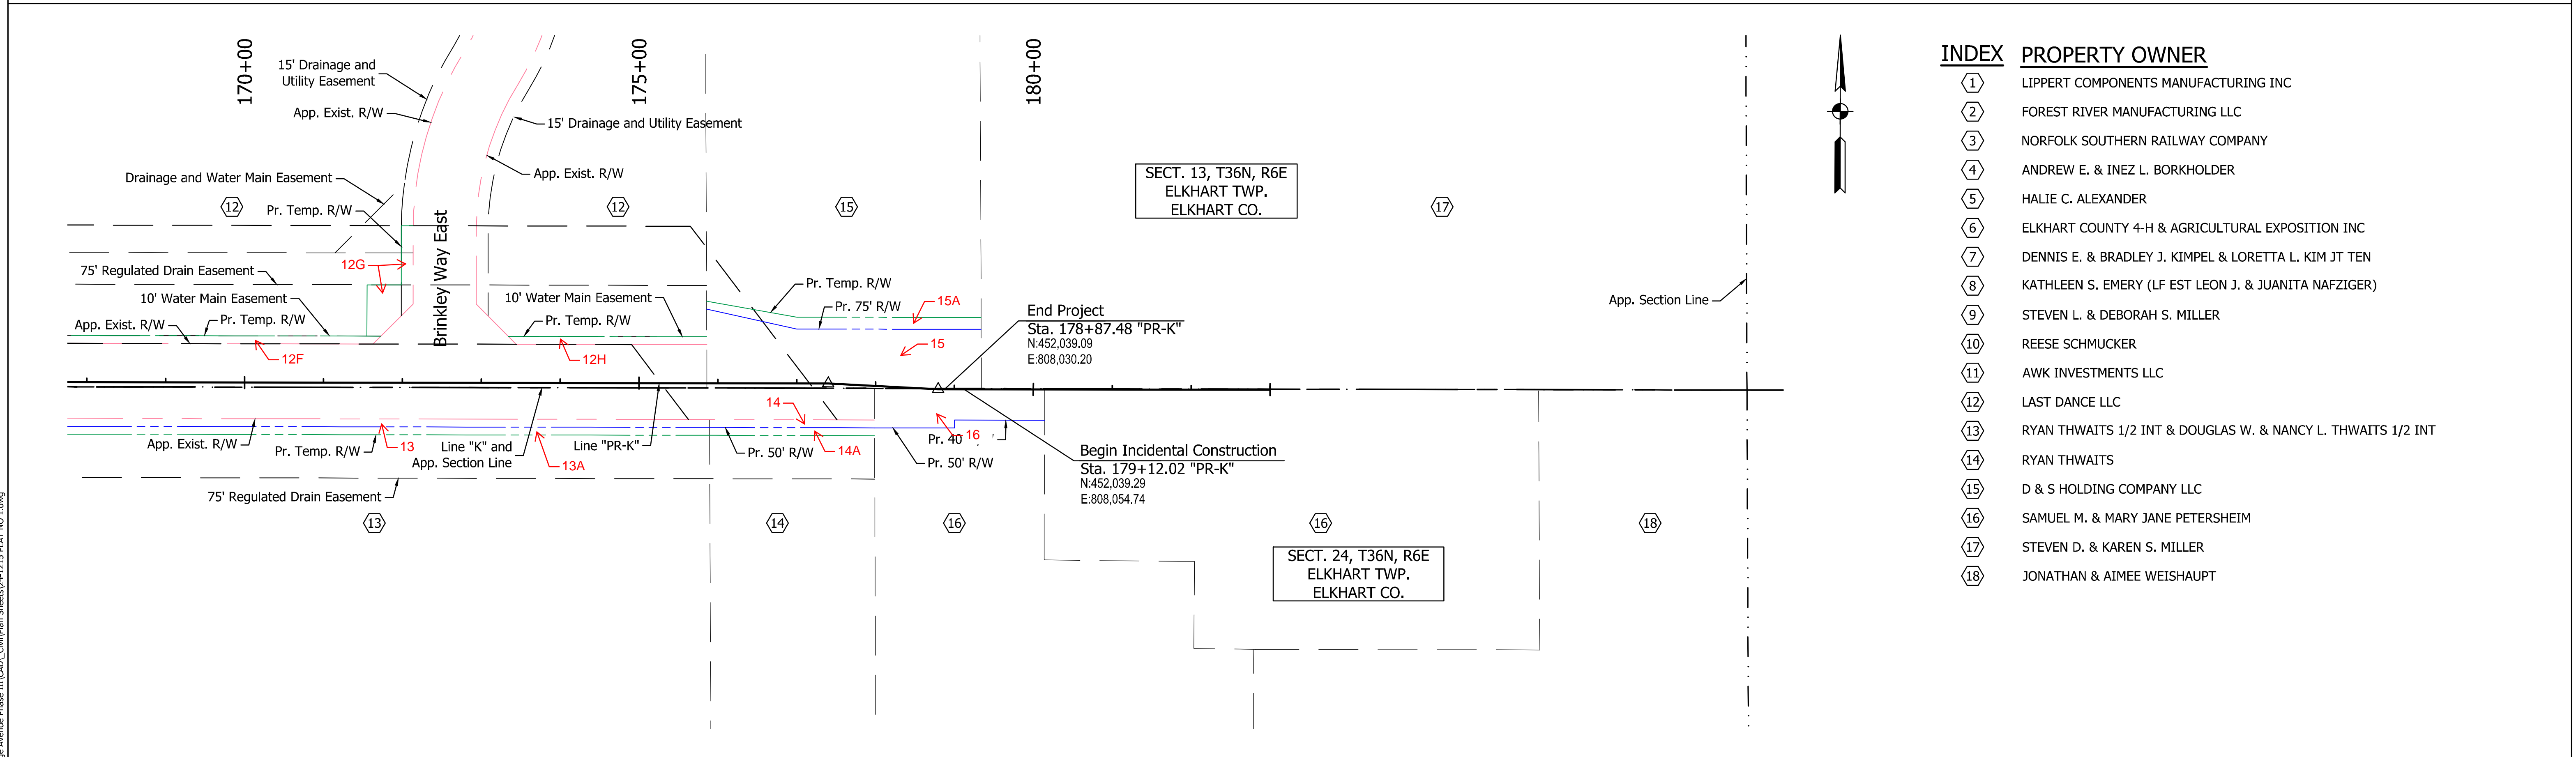 170+00
175+00
180+00
15' Drainage and
Utility Easement
App. Exist. R/W
15' Drainage and Utility Easement
App. Exist. R/W
Drainage and Water Main Easement
12
Pr. Temp. R/W
12
15
SECT. 13, T36N, R6E
ELKHART TWP.
ELKHART CO.
17
Brinkley Way East
12G
75' Regulated Drain Easement
10' Water Main Easement
App. Exist. R/W
Pr. Temp. R/W
12F
10' Water Main Easement
Pr. Temp. R/W
12H
Pr. Temp. R/W
Pr. 75' R/W
15A
15
End Project
Sta. 178+87.48 "PR-K"
N:452,039.09
E:808,030.20
App. Section Line
App. Exist. R/W
Pr. Temp. R/W
13
Line "K" and
App. Section Line
13A
Line "PR-K"
14
Pr. 50' R/W
14A
16
Pr. 40'
Pr. 50' R/W
Begin Incidental Construction
Sta. 179+12.02 "PR-K"
N:452,039.29
E:808,054.74
75' Regulated Drain Easement
13
14
16
16
18
SECT. 24, T36N, R6E
ELKHART TWP.
ELKHART CO.
INDEX PROPERTY OWNER
1 LIPPERT COMPONENTS MANUFACTURING INC
2 FOREST RIVER MANUFACTURING LLC
3 NORFOLK SOUTHERN RAILWAY COMPANY
4 ANDREW E. & INEZ L. BORKHOLDER
5 HALIE C. ALEXANDER
6 ELKHART COUNTY 4-H & AGRICULTURAL EXPOSITION INC
7 DENNIS E. & BRADLEY J. KIMPEL & LORETTA L. KIM JT TEN
8 KATHLEEN S. EMERY (LF EST LEON J. & JUANITA NAFZIGER)
9 STEVEN L. & DEBORAH S. MILLER
10 REESE SCHMUCKER
11 AWK INVESTMENTS LLC
12 LAST DANCE LLC
13 RYAN THWAITS 1/2 INT & DOUGLAS W. & NANCY L. THWAITS 1/2 INT
14 RYAN THWAITS
15 D & S HOLDING COMPANY LLC
16 SAMUEL M. & MARY JANE PETERSHEIM
17 STEVEN D. & KAREN S. MILLER
18 JONATHAN & AIMEE WEISHAUPT